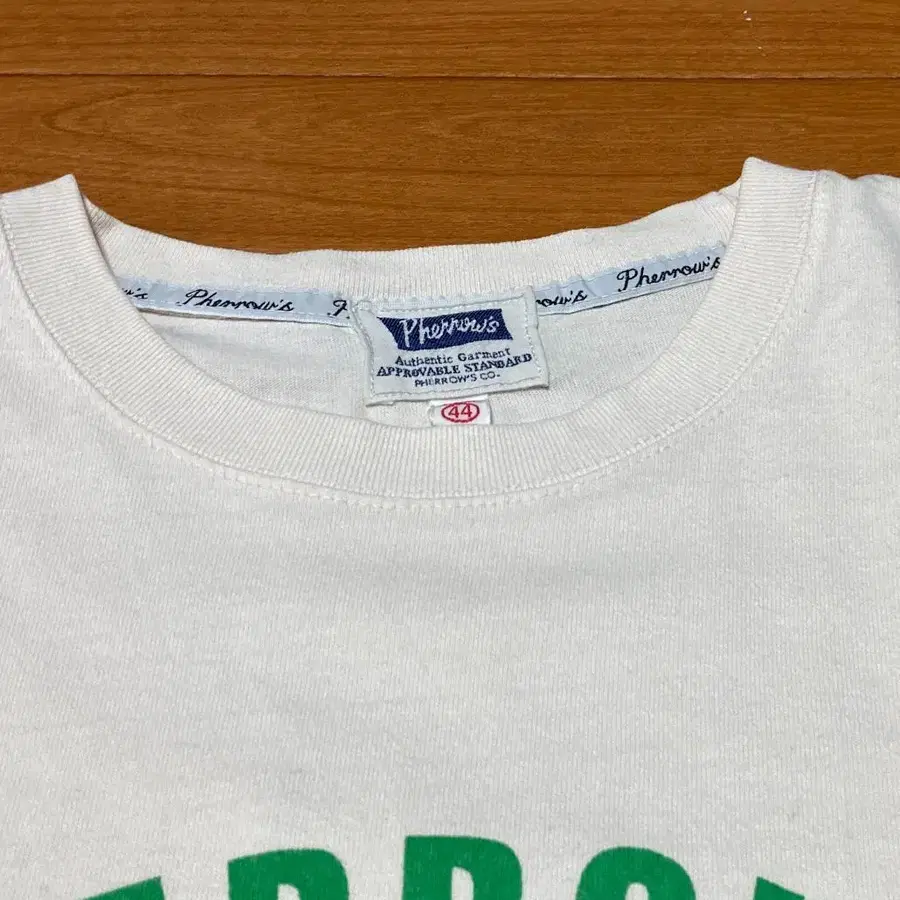 Pherrow's
Pherrow's
Pherrow's
Authentic Garment
APPROVABLE STANDARD
PHERROW'S CO.
44